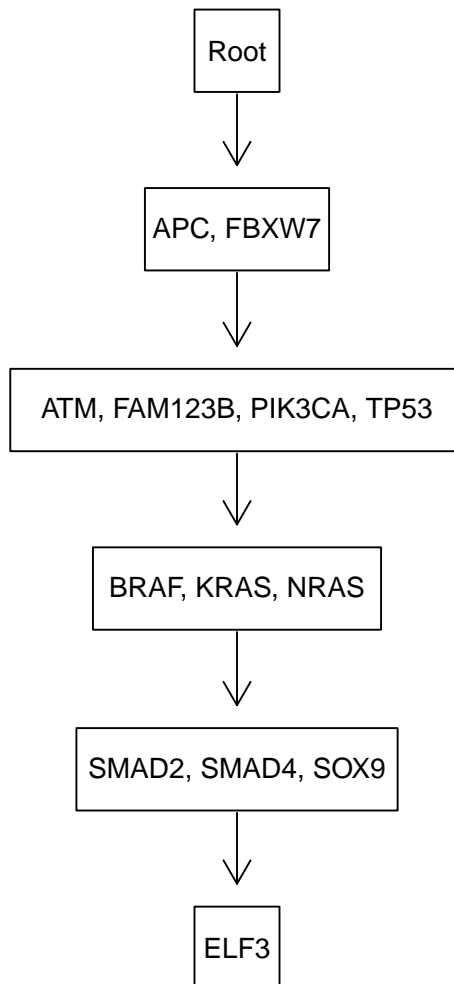 Root
APC, FBXW7
ATM, FAM123B, PIK3CA, TP53
BRAF, KRAS, NRAS
SMAD2, SMAD4, SOX9
ELF3